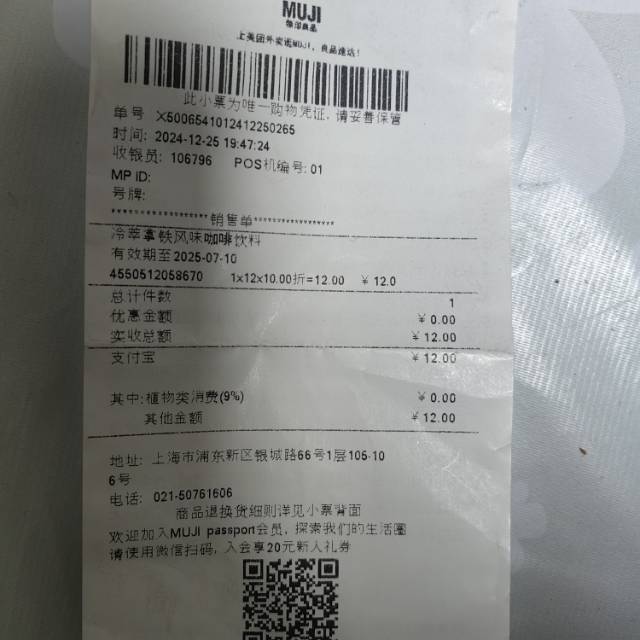 MUJI
無印良品
上美团外卖逛MUJI，良品速达！
此小票为唯一购物凭证，请妥善保管
单号 X5006541012412250265
时间: 2024-12-25 19:47:24
收银员: 106796 POS机编号: 01
MP ID:
号牌:
********************销售单*****************
冷萃拿铁风味咖啡饮料
有效期至2025-07-10
4550512058670 1x12x10.00折=12.00 ￥12.0
总计件数 1
优惠金额 ￥0.00
实收总额 ￥12.00
支付宝 ￥12.00
其中:植物类消费(9%) ￥0.00
其他金额 ￥12.00
地址: 上海市浦东新区银城路66号1层105-10
6号
电话: 021-50761606
商品退换货细则详见小票背面
欢迎加入MUJI passport会员，探索我们的生活圈
请使用微信扫码，入会享20元新人礼券